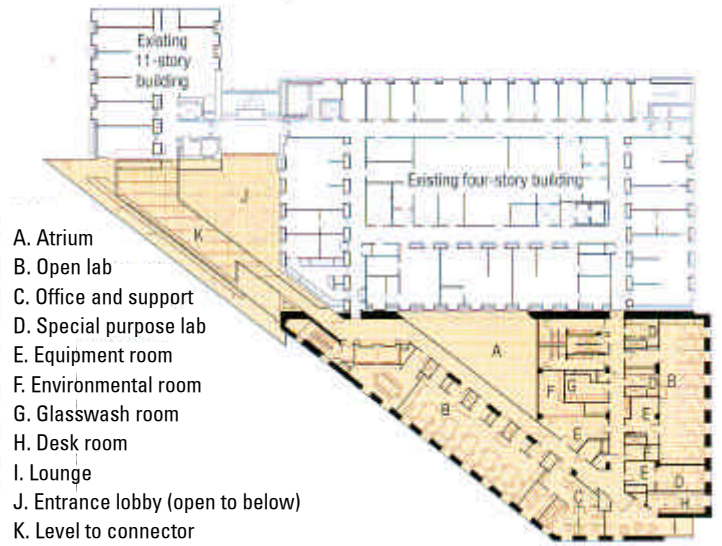 Existing
11-story
building
Existing four-story building
J
K
A. Atrium
B. Open lab
C. Office and support
D. Special purpose lab
E. Equipment room
F. Environmental room
G. Glasswash room
H. Desk room
I. Lounge
J. Entrance lobby (open to below)
K. Level to connector
A
D
F
G
D
B
E
B
E
F
E
D
C
H